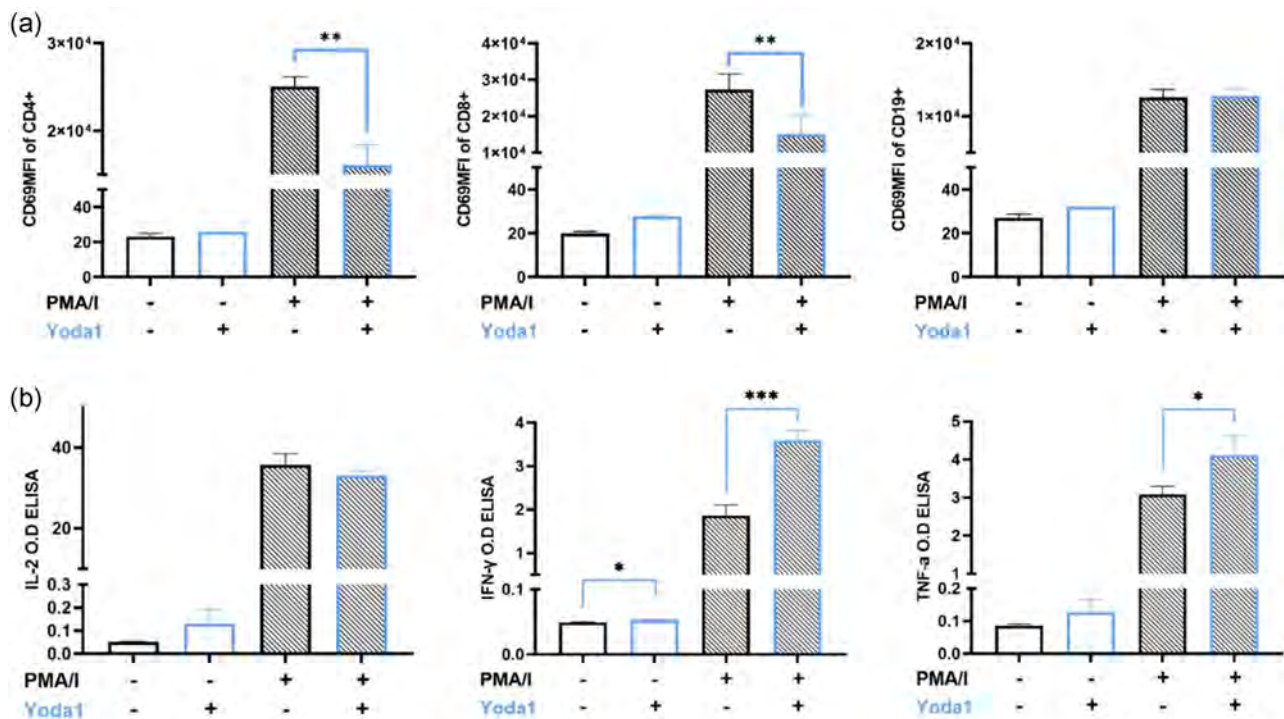 (a)
CD69MFI of CD4+
3×10⁴
2×10⁴
40
20
0
**
PMA/I - - + +
Yoda1 - + - +
CD69MFI of CD8+
4×10⁴
3×10⁴
2×10⁴
1×10⁴
40
20
0
**
PMA/I - - + +
Yoda1 - + - +
CD69MFI of CD19+
2×10⁴
1×10⁴
40
20
0
PMA/I - - + +
Yoda1 - + - +
(b)
IL-2 O.D ELISA
40
20
0.3
0.2
0.1
0.0
PMA/I - - + +
Yoda1 - + - +
IFN-γ O.D ELISA
4
3
2
1
0.1
0.0
*
***
PMA/I - - + +
Yoda1 - + - +
TNF-a O.D ELISA
5
4
3
2
1
0.2
0.1
0.0
*
PMA/I - - + +
Yoda1 - + - +